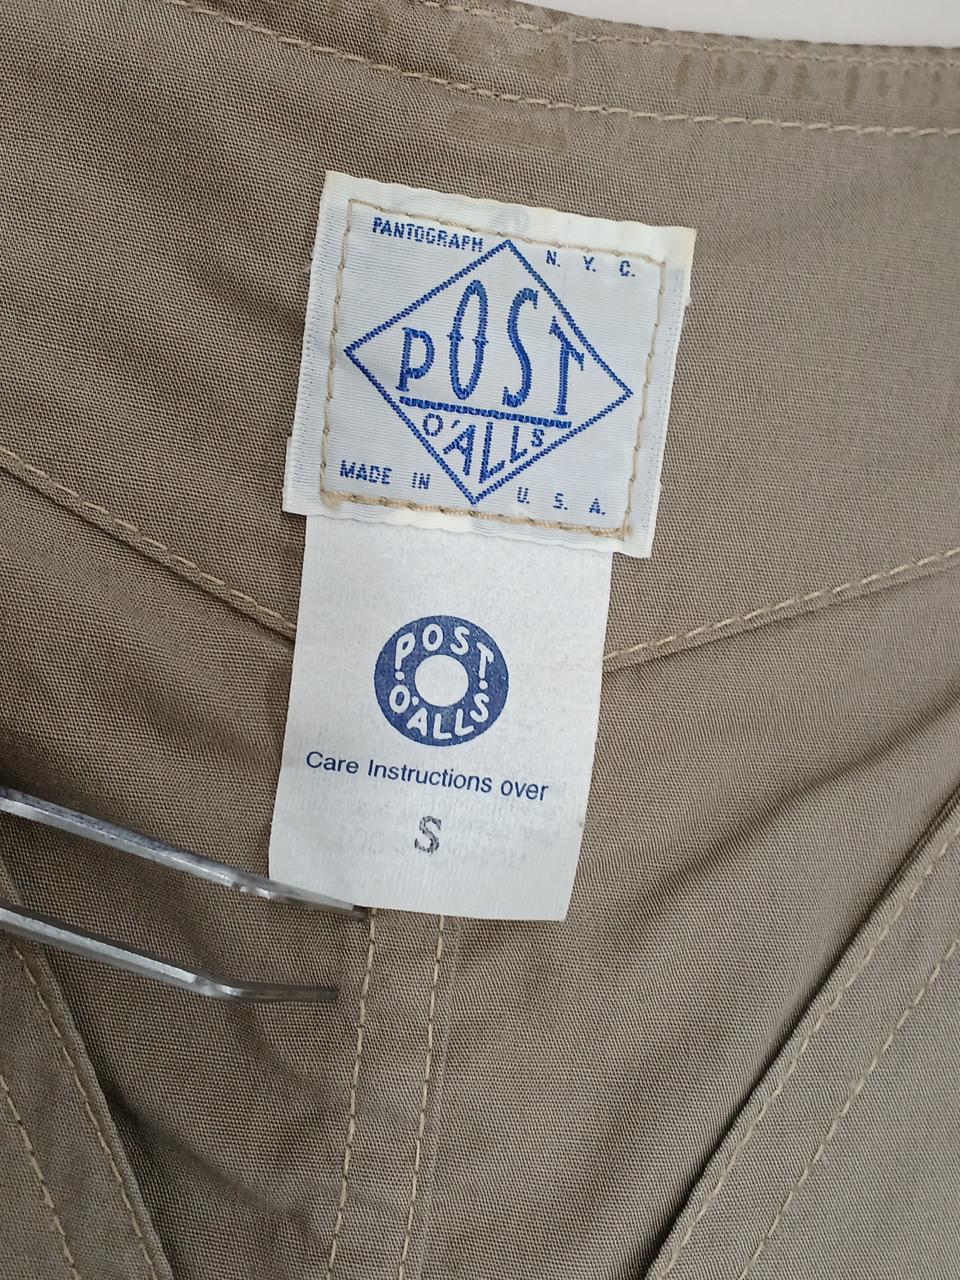 PANTOGRAPH N. Y. C.
POST
O'ALLS
MADE IN U. S. A.
POST
O'ALLS
Care Instructions over
S